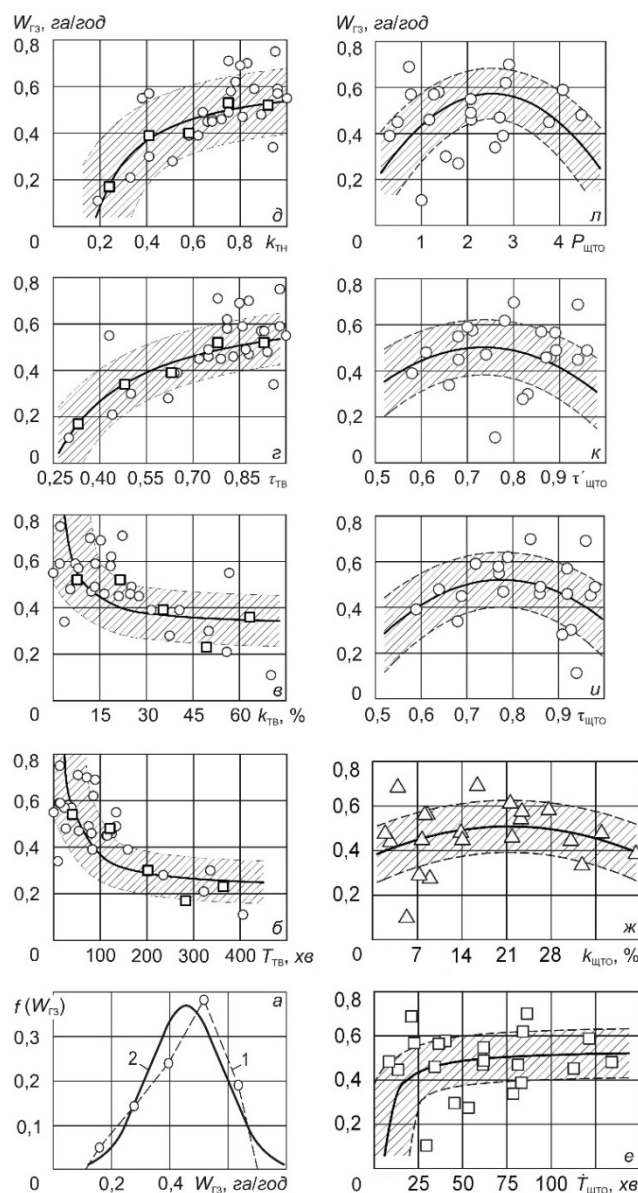 W_гз, га/год
0,8
0,6
0,4
0,2
0
0,2 0,4 0,6 0,8 k_тн
д
W_гз, га/год
0,8
0,6
0,4
0,2
0
1 2 3 4 P_што
л
0,8
0,6
0,4
0,2
0
0,25 0,40 0,55 0,70 0,85 τ_тв
г
0,8
0,6
0,4
0,2
0
0,5 0,6 0,7 0,8 0,9 τ´_што
к
0,8
0,6
0,4
0,2
0
15 30 45 60 k_тв, %
в
0,8
0,6
0,4
0,2
0
0,5 0,6 0,7 0,8 0,9 τ_што
и
0,8
0,6
0,4
0,2
0
100 200 300 400 T_тв, хв
б
0,8
0,6
0,4
0,2
0
7 14 21 28 k_што, %
ж
f (W_гз)
а
0,3
0,2
0,1
0
0,2 0,4 W_гз, га/год
2
1
0,8
0,6
0,4
0,2
0
25 50 75 100 Ṫ_што, хв
е